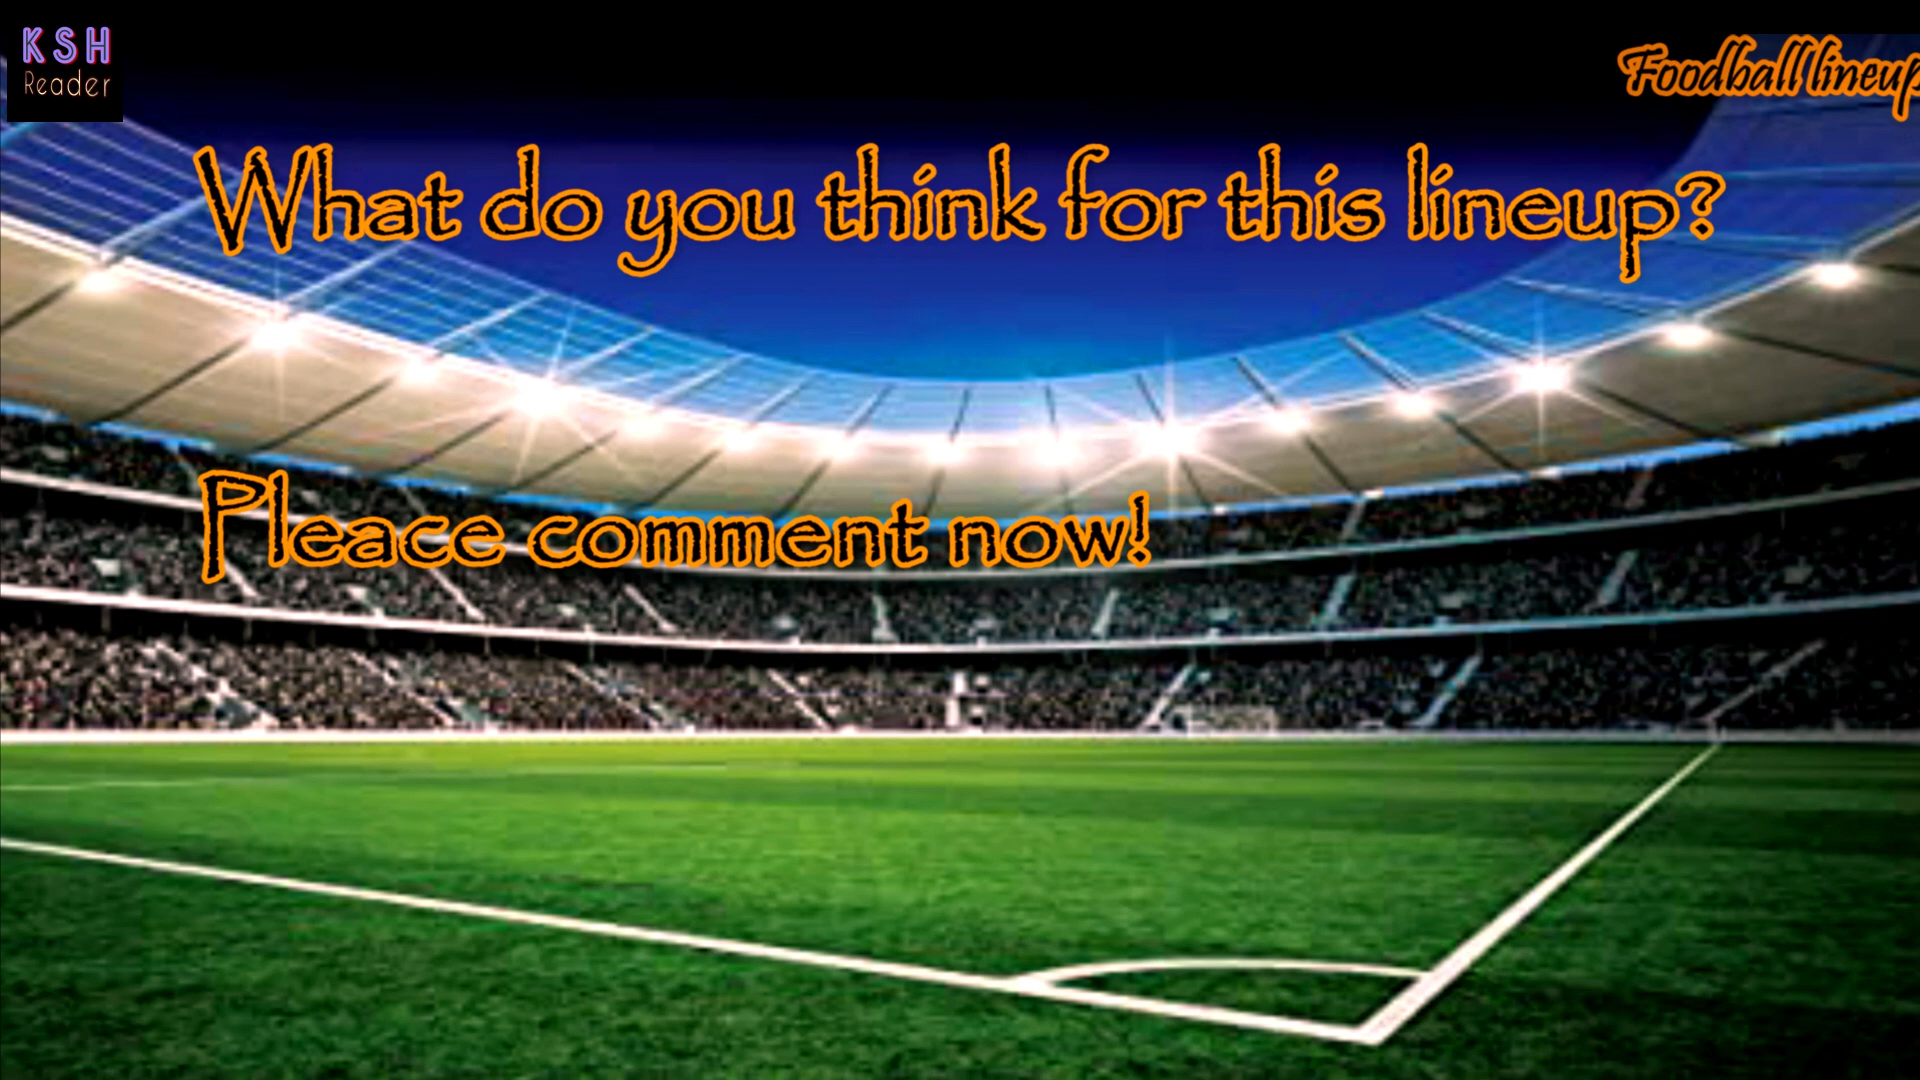 KSH
Reader
Foodball lineup
What do you think for this lineup?
Pleace comment now!